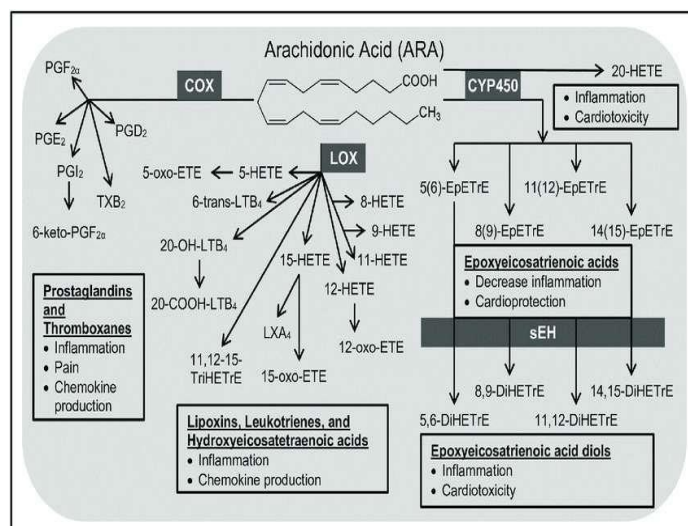 Arachidonic Acid (ARA)
COOH
CH₃
COX
CYP450
20-HETE
• Inflammation
• Cardiotoxicity
PGF₂α
PGE₂
PGD₂
PGI₂
TXB₂
6-keto-PGF₂α
LOX
5-oxo-ETE
5-HETE
6-trans-LTB₄
8-HETE
9-HETE
20-OH-LTB₄
15-HETE
11-HETE
12-HETE
20-COOH-LTB₄
LXA₄
12-oxo-ETE
11,12-15-
TriHETrE
15-oxo-ETE
5(6)-EpETrE
11(12)-EpETrE
8(9)-EpETrE
14(15)-EpETrE
Epoxyeicosatrienoic acids
• Decrease inflammation
• Cardioprotection
sEH
8,9-DiHETrE
14,15-DiHETrE
5,6-DiHETrE
11,12-DiHETrE
Prostaglandins
and
Thromboxanes
• Inflammation
• Pain
• Chemokine
production
Lipoxins, Leukotrienes, and
Hydroxyeicosatetraenoic acids
• Inflammation
• Chemokine production
Epoxyeicosatrienoic acid diols
• Inflammation
• Cardiotoxicity